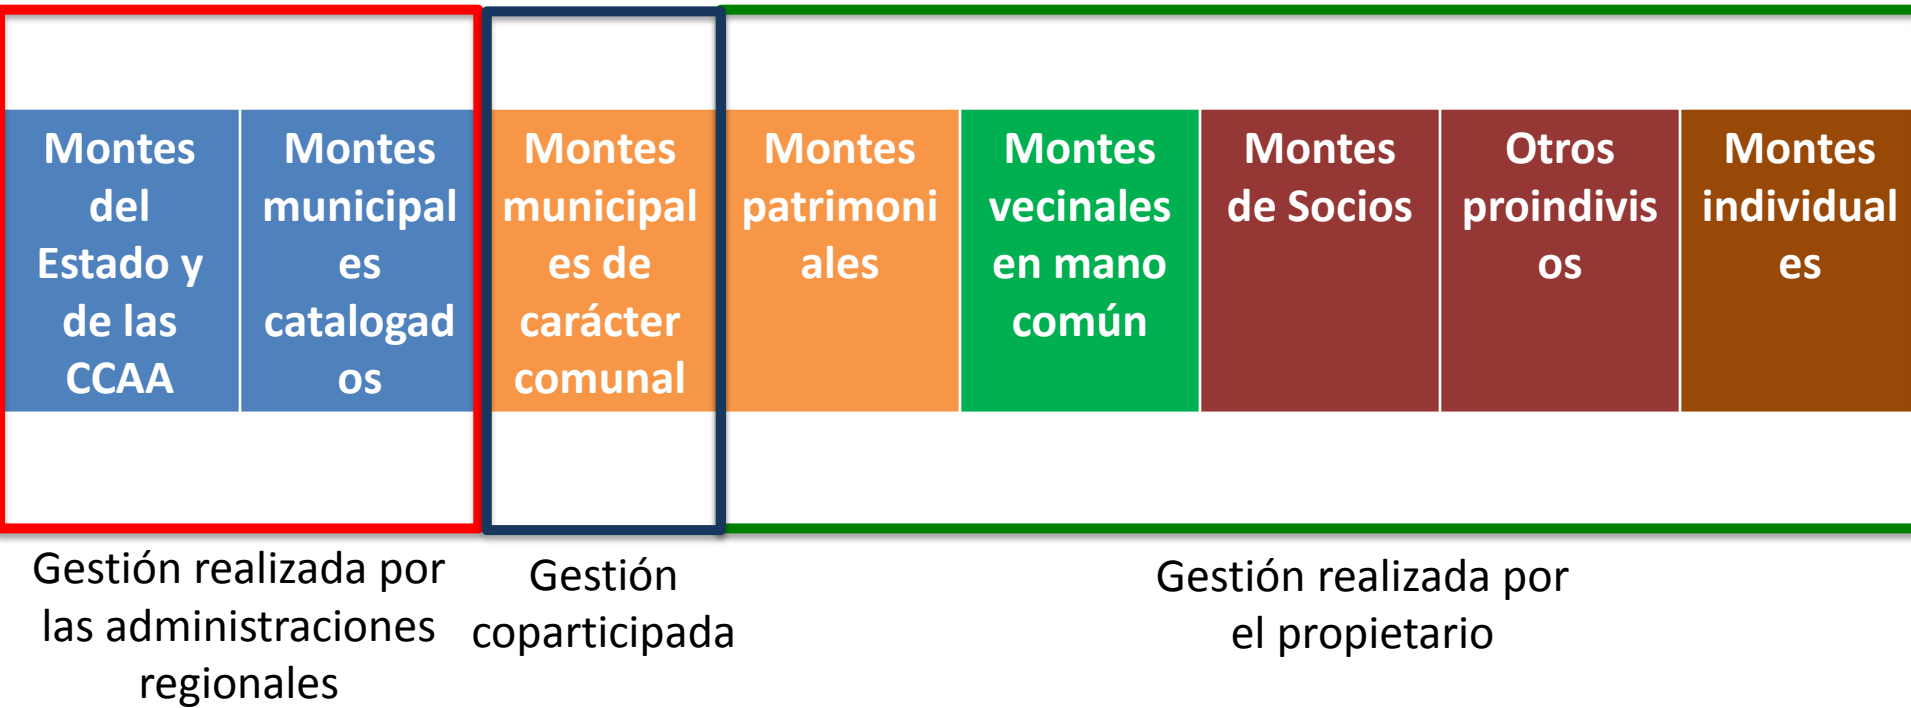 Montes
del
Estado y
de las
CCAA
Montes
municipal
es
catalogad
os
Montes
municipal
es de
carácter
comunal
Montes
patrimoni
ales
Montes
vecinales
en mano
común
Montes
de Socios
Otros
proindivis
os
Montes
individual
es
Gestión realizada por
las administraciones
regionales
Gestión
coparticipada
Gestión realizada por
el propietario